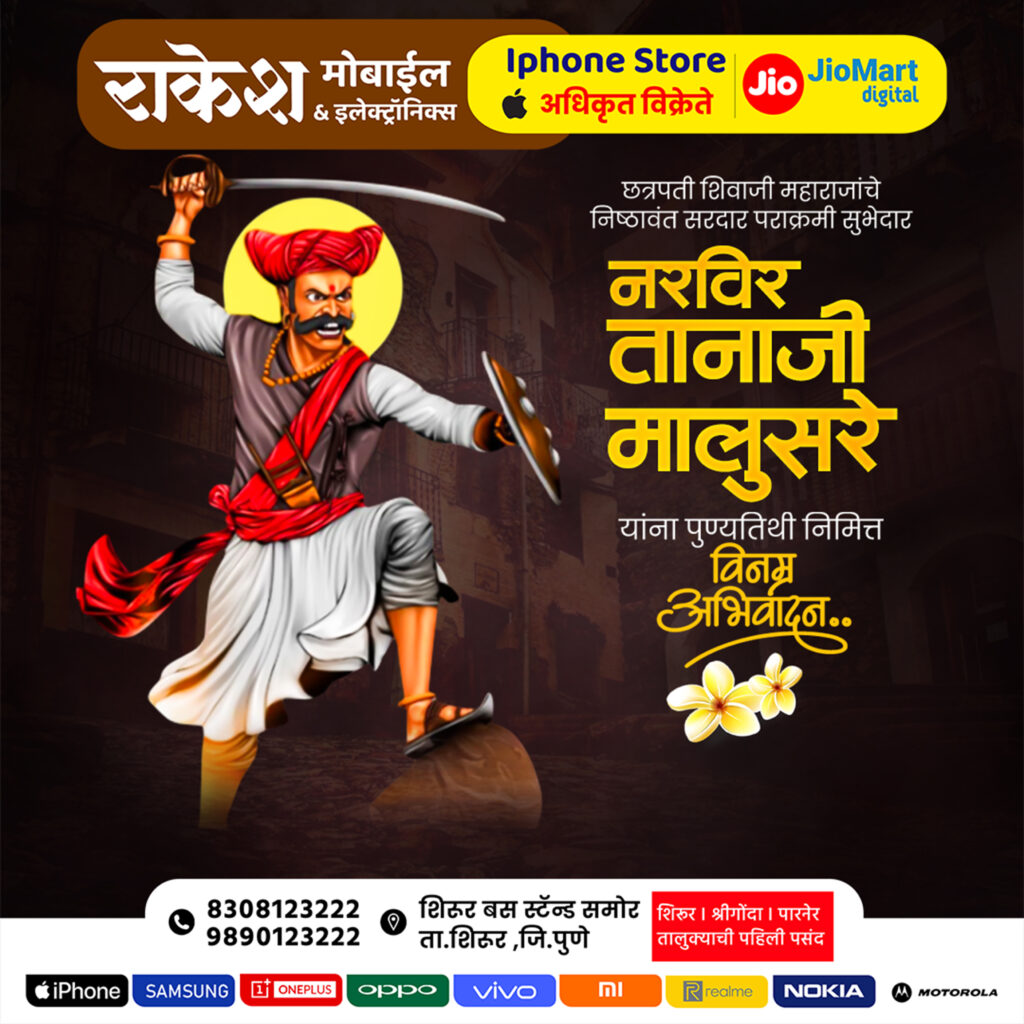 राकेश मोबाईल
& इलेक्ट्रॉनिक्स
Iphone Store
अधिकृत विक्रेते
Jio JioMart
digital
छत्रपती शिवाजी महाराजांचे
निष्ठावंत सरदार पराक्रमी सुभेदार
नरविर
तानाजी
मालुसरे
यांना पुण्यतिथी निमित्त
विनम्र
अभिवादन..
8308123222
9890123222
शिरूर बस स्टॅन्ड समोर
ता.शिरूर ,जि.पुणे
शिरूर । श्रीगोंदा । पारनेर
तालुक्याची पहिली पसंद
iPhone SAMSUNG 1+ ONEPLUS oppo vivo mi R realme NOKIA M MOTOROLA